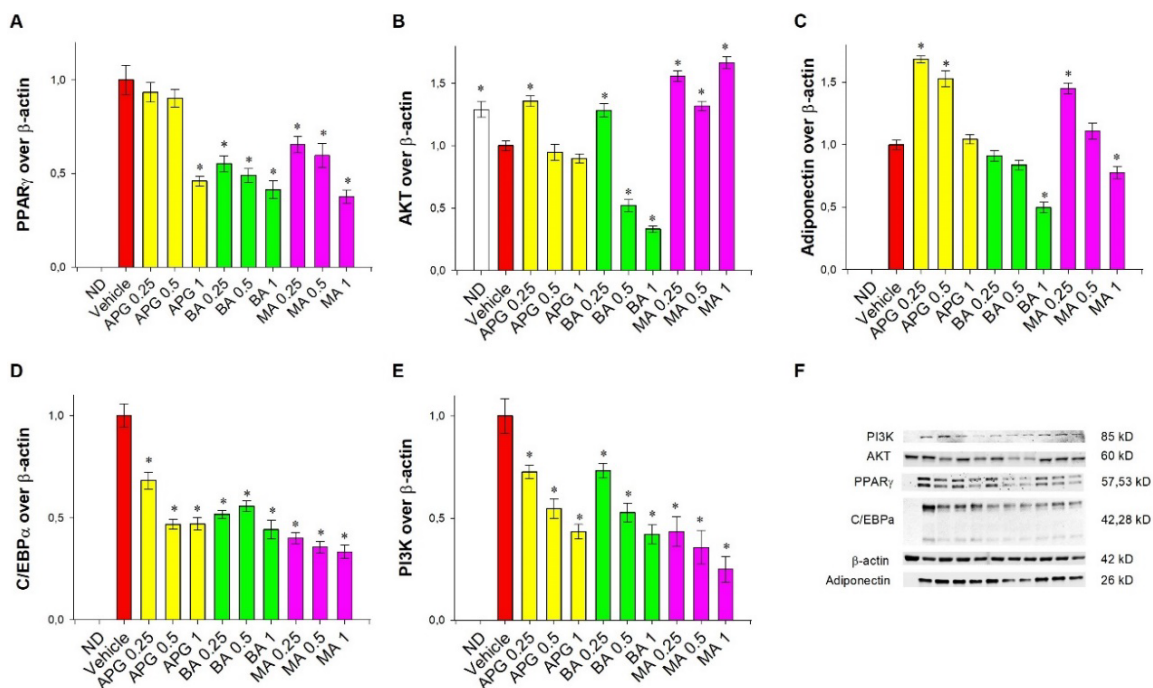 A
PPARγ over β-actin
1,0
0,5
0,0
* * * * * * *
ND
Vehicle
APG 0.25
APG 0.5
APG 1
BA 0.25
BA 0.5
BA 1
MA 0.25
MA 0.5
MA 1
B
AKT over β-actin
1,5
1,0
0,5
0,0
* * * * * * * *
ND
Vehicle
APG 0.25
APG 0.5
APG 1
BA 0.25
BA 0.5
BA 1
MA 0.25
MA 0.5
MA 1
C
Adiponectin over β-actin
1,5
1,0
0,5
0,0
* * * * *
ND
Vehicle
APG 0.25
APG 0.5
APG 1
BA 0.25
BA 0.5
BA 1
MA 0.25
MA 0.5
MA 1
D
C/EBPα over β-actin
1,0
0,5
0,0
* * * * * * * * *
ND
Vehicle
APG 0.25
APG 0.5
APG 1
BA 0.25
BA 0.5
BA 1
MA 0.25
MA 0.5
MA 1
E
PI3K over β-actin
1,0
0,5
0,0
* * * * * * * * *
ND
Vehicle
APG 0.25
APG 0.5
APG 1
BA 0.25
BA 0.5
BA 1
MA 0.25
MA 0.5
MA 1
F
PI3K 85 kD
AKT 60 kD
PPARγ 57,53 kD
C/EBPa 42,28 kD
β-actin 42 kD
Adiponectin 26 kD